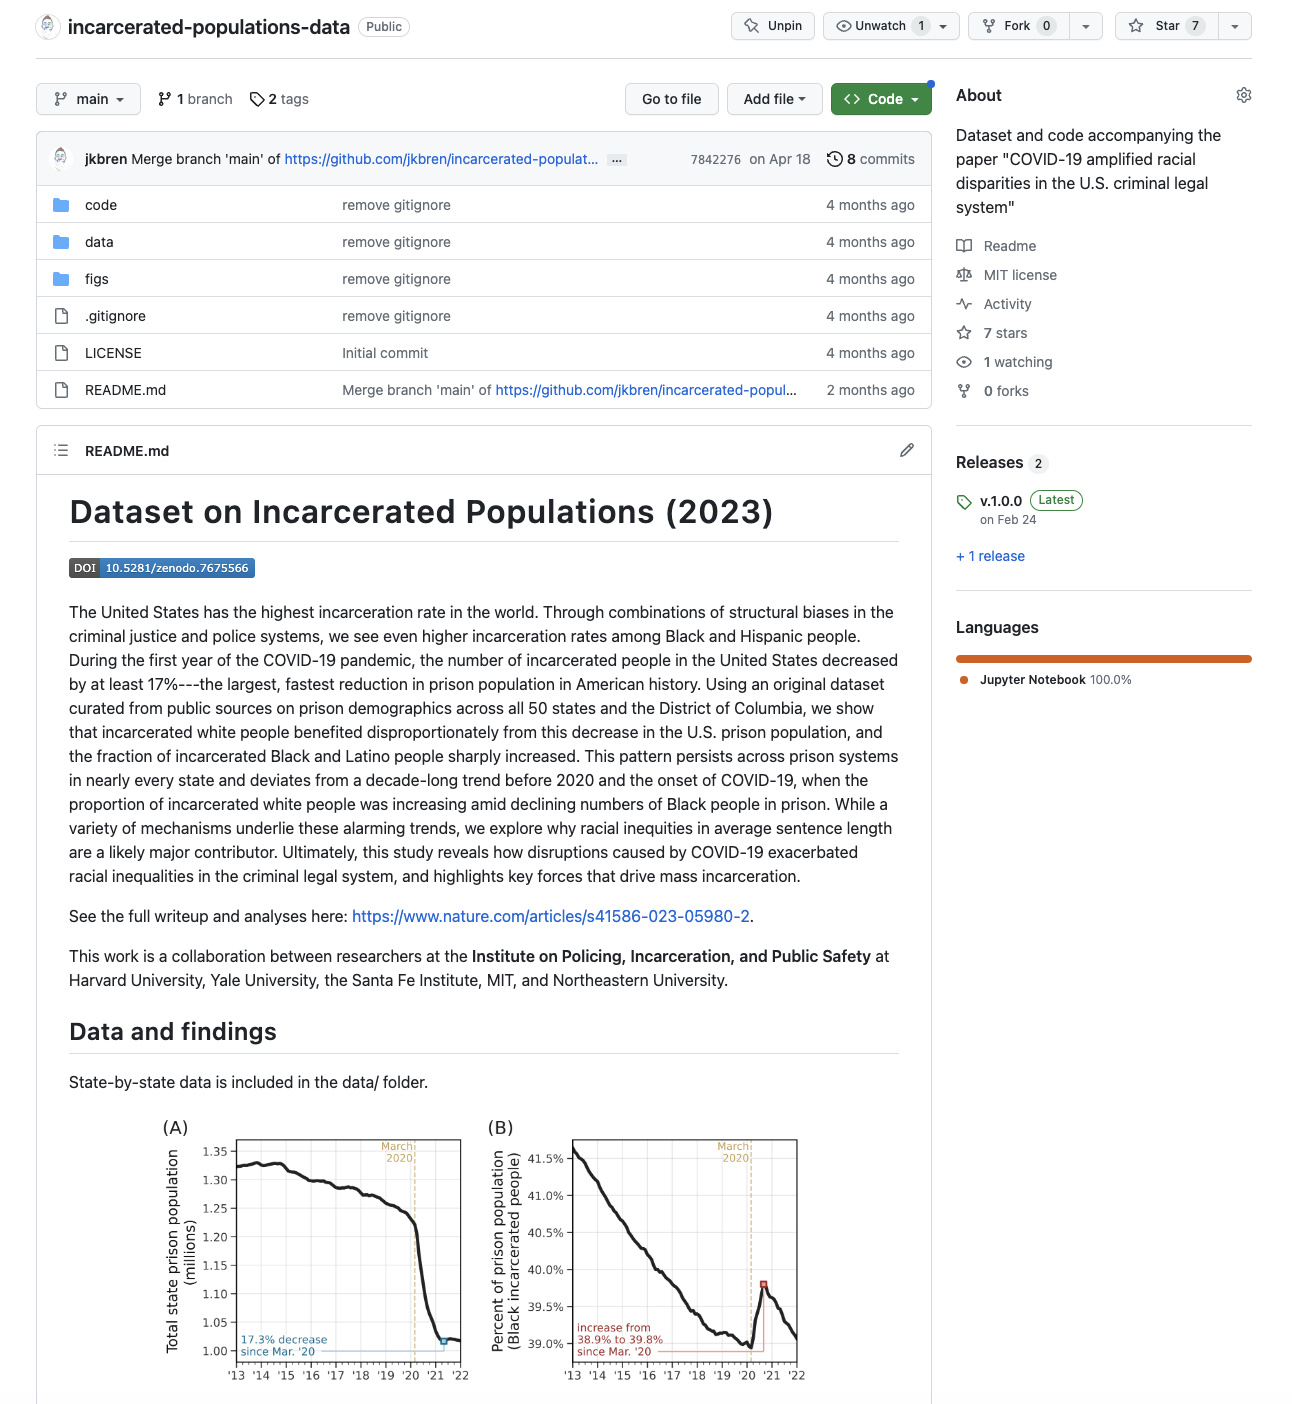 incarcerated-populations-data Public
Unpin
Unwatch 1
Fork 0
Star 7
main
1 branch
2 tags
Go to file
Add file
Code
jkbren Merge branch 'main' of https://github.com/jkbren/incarcerated-populat... ...
7842276 on Apr 18
8 commits
code remove gitignore 4 months ago
data remove gitignore 4 months ago
figs remove gitignore 4 months ago
.gitignore remove gitignore 4 months ago
LICENSE Initial commit 4 months ago
README.md Merge branch 'main' of https://github.com/jkbren/incarcerated-popul... 2 months ago
About
Dataset and code accompanying the
paper "COVID-19 amplified racial
disparities in the U.S. criminal legal
system"
Readme
MIT license
Activity
7 stars
1 watching
0 forks
Releases 2
v.1.0.0 Latest
on Feb 24
+ 1 release
Languages
Jupyter Notebook 100.0%
README.md
Dataset on Incarcerated Populations (2023)
DOI 10.5281/zenodo.7675566
The United States has the highest incarceration rate in the world. Through combinations of structural biases in the
criminal justice and police systems, we see even higher incarceration rates among Black and Hispanic people.
During the first year of the COVID-19 pandemic, the number of incarcerated people in the United States decreased
by at least 17%---the largest, fastest reduction in prison population in American history. Using an original dataset
curated from public sources on prison demographics across all 50 states and the District of Columbia, we show
that incarcerated white people benefited disproportionately from this decrease in the U.S. prison population, and
the fraction of incarcerated Black and Latino people sharply increased. This pattern persists across prison systems
in nearly every state and deviates from a decade-long trend before 2020 and the onset of COVID-19, when the
proportion of incarcerated white people was increasing amid declining numbers of Black people in prison. While a
variety of mechanisms underlie these alarming trends, we explore why racial inequities in average sentence length
are a likely major contributor. Ultimately, this study reveals how disruptions caused by COVID-19 exacerbated
racial inequalities in the criminal legal system, and highlights key forces that drive mass incarceration.
See the full writeup and analyses here: https://www.nature.com/articles/s41586-023-05980-2.
This work is a collaboration between researchers at the Institute on Policing, Incarceration, and Public Safety at
Harvard University, Yale University, the Santa Fe Institute, MIT, and Northeastern University.
Data and findings
State-by-state data is included in the data/ folder.
(A)
Total state prison population
(millions)
1.35
1.30
1.25
1.20
1.15
1.10
1.05
1.00
March
2020
17.3% decrease
since Mar. '20
'13 '14 '15 '16 '17 '18 '19 '20 '21 '22
(B)
Percent of prison population
(Black incarcerated people)
41.5%
41.0%
40.5%
40.0%
39.5%
39.0%
March
2020
increase from
38.9% to 39.8%
since Mar. '20
'13 '14 '15 '16 '17 '18 '19 '20 '21 '22